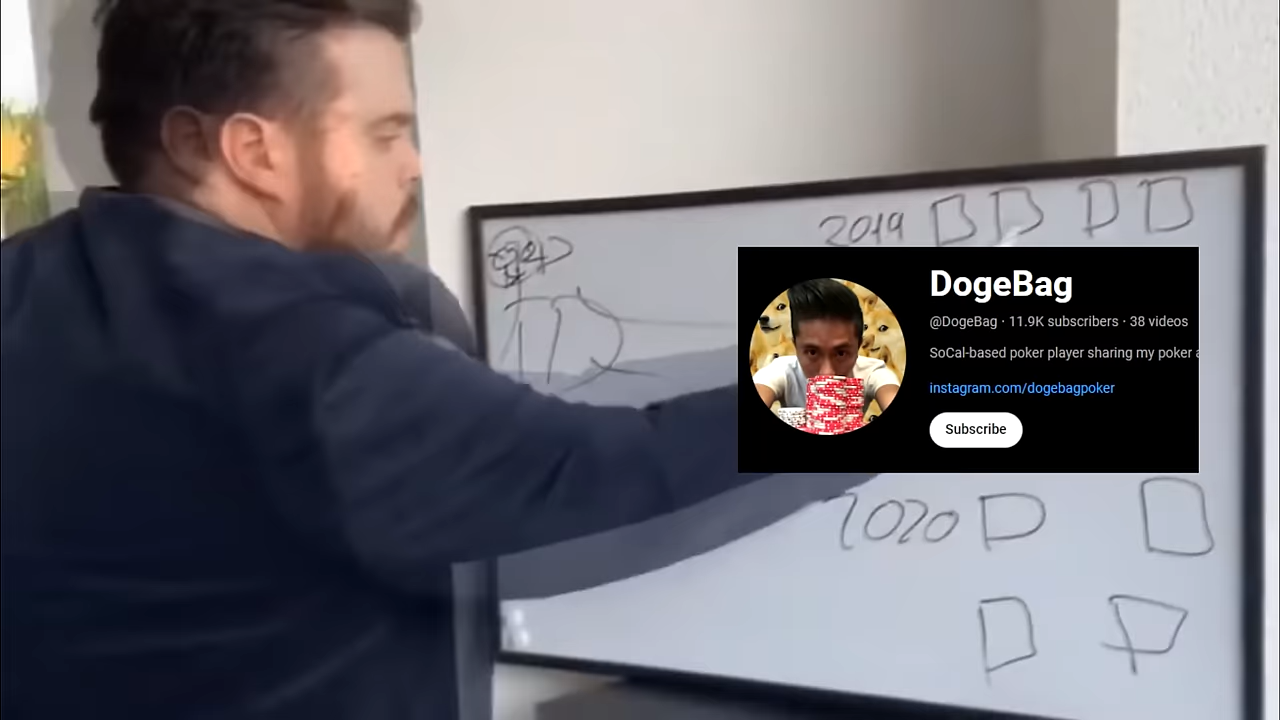 2019
DogeBag
@DogeBag · 11.9K subscribers · 38 videos
SoCal-based poker player sharing my poker a
instagram.com/dogebagpoker
Subscribe
2020